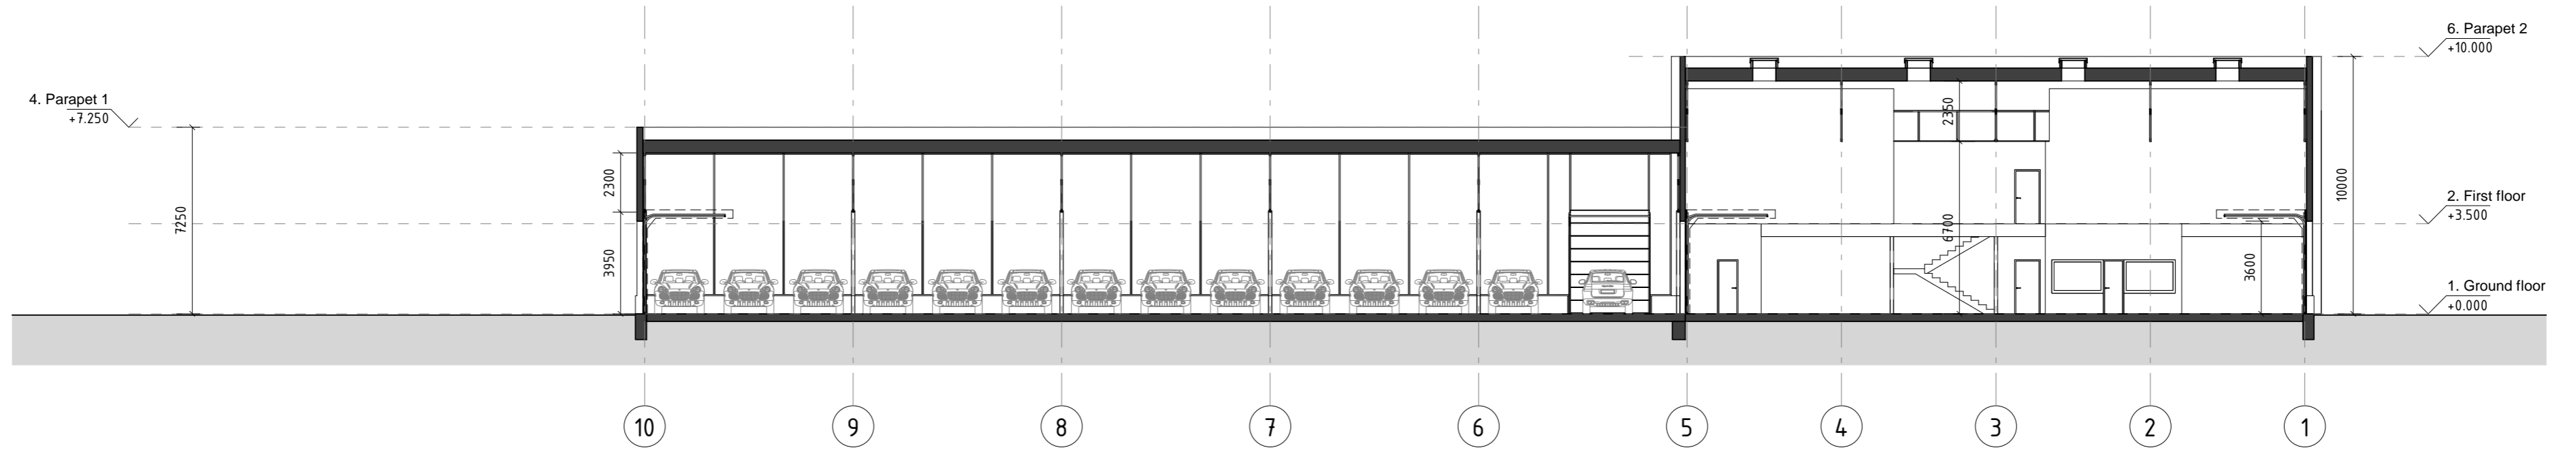 6. Parapet 2
+10.000
4. Parapet 1
+7.250
2350
2300
7250
10000
2. First floor
+3.500
6700
3950
3600
1. Ground floor
+0.000
10 9 8 7 6 5 4 3 2 1